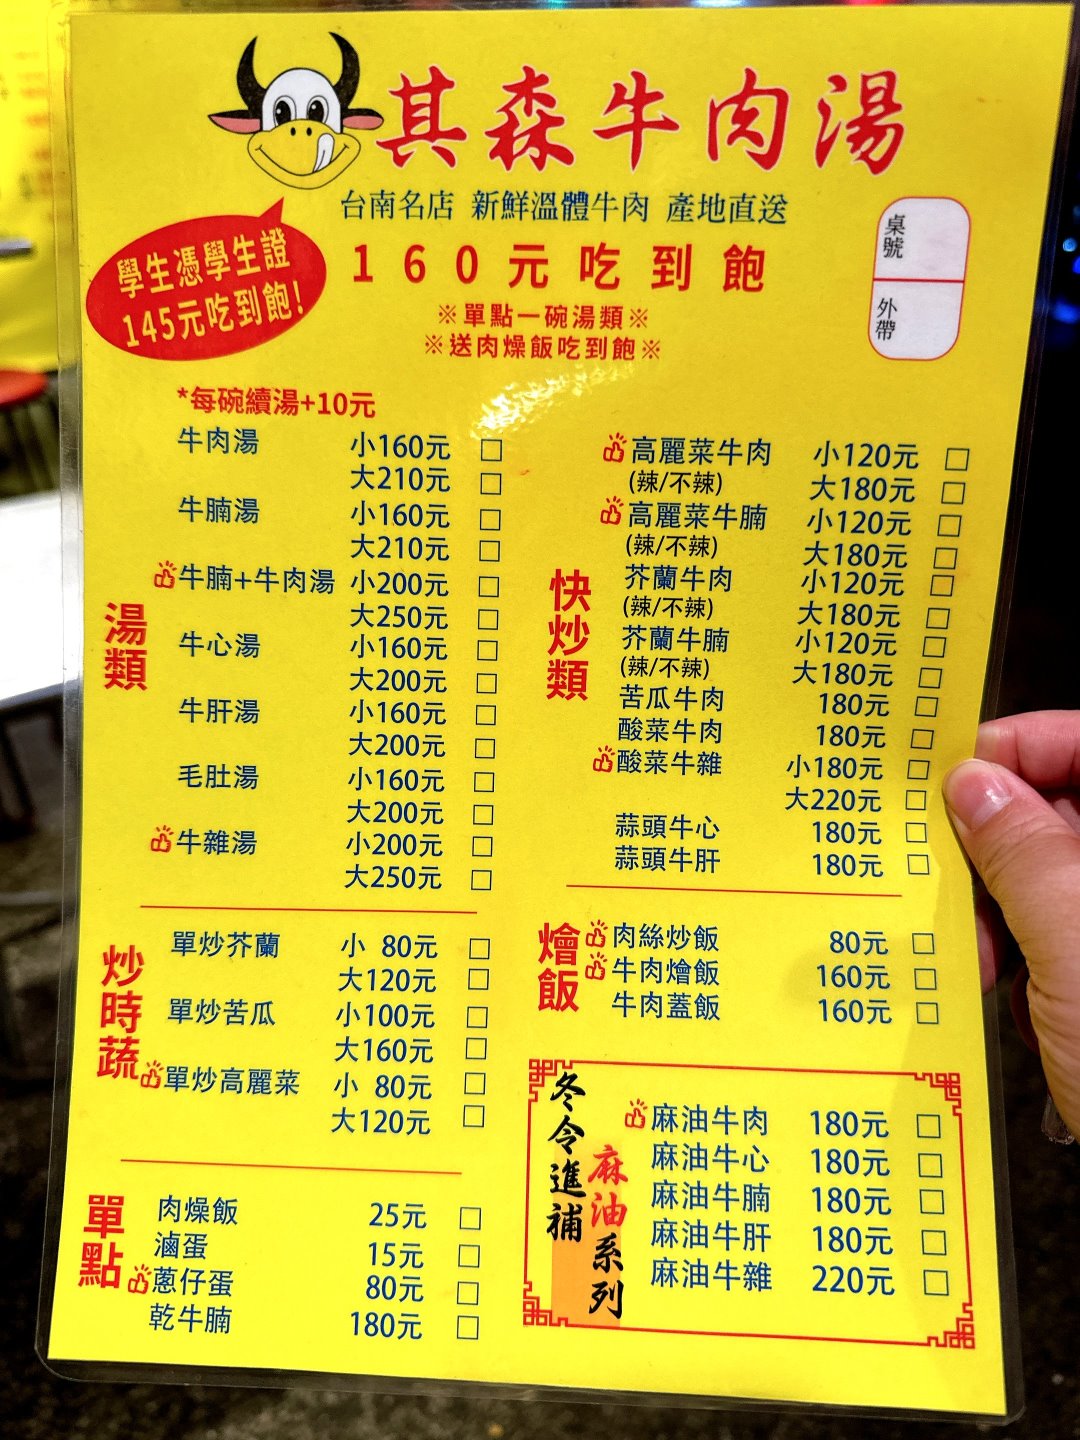 其森牛肉湯
台南名店 新鮮溫體牛肉 產地直送
學生憑學生證
145元吃到飽!
160元吃到飽
※單點一碗湯類※
※送肉燥飯吃到飽※
桌號
外帶
*每碗續湯+10元
湯類
牛肉湯 小160元 □
大210元 □
牛腩湯 小160元 □
大210元 □
牛腩+牛肉湯 小200元 □
大250元 □
牛心湯 小160元 □
大200元 □
牛肝湯 小160元 □
大200元 □
毛肚湯 小160元 □
大200元 □
牛雜湯 小200元 □
大250元 □
炒時蔬
單炒芥蘭 小 80元 □
大120元 □
單炒苦瓜 小100元 □
大160元 □
單炒高麗菜 小 80元 □
大120元 □
單點
肉燥飯 25元 □
滷蛋 15元 □
蔥仔蛋 80元 □
乾牛腩 180元 □
快炒類
高麗菜牛肉 小120元 □
(辣/不辣) 大180元 □
高麗菜牛腩 小120元 □
(辣/不辣) 大180元 □
芥蘭牛肉 小120元 □
(辣/不辣) 大180元 □
芥蘭牛腩 小120元 □
(辣/不辣) 大180元 □
苦瓜牛肉 180元 □
酸菜牛肉 180元 □
酸菜牛雜 小180元 □
大220元 □
蒜頭牛心 180元 □
蒜頭牛肝 180元 □
燴飯
肉絲炒飯 80元 □
牛肉燴飯 160元 □
牛肉蓋飯 160元 □
冬令進補
麻油系列
麻油牛肉 180元 □
麻油牛心 180元 □
麻油牛腩 180元 □
麻油牛肝 180元 □
麻油牛雜 220元 □